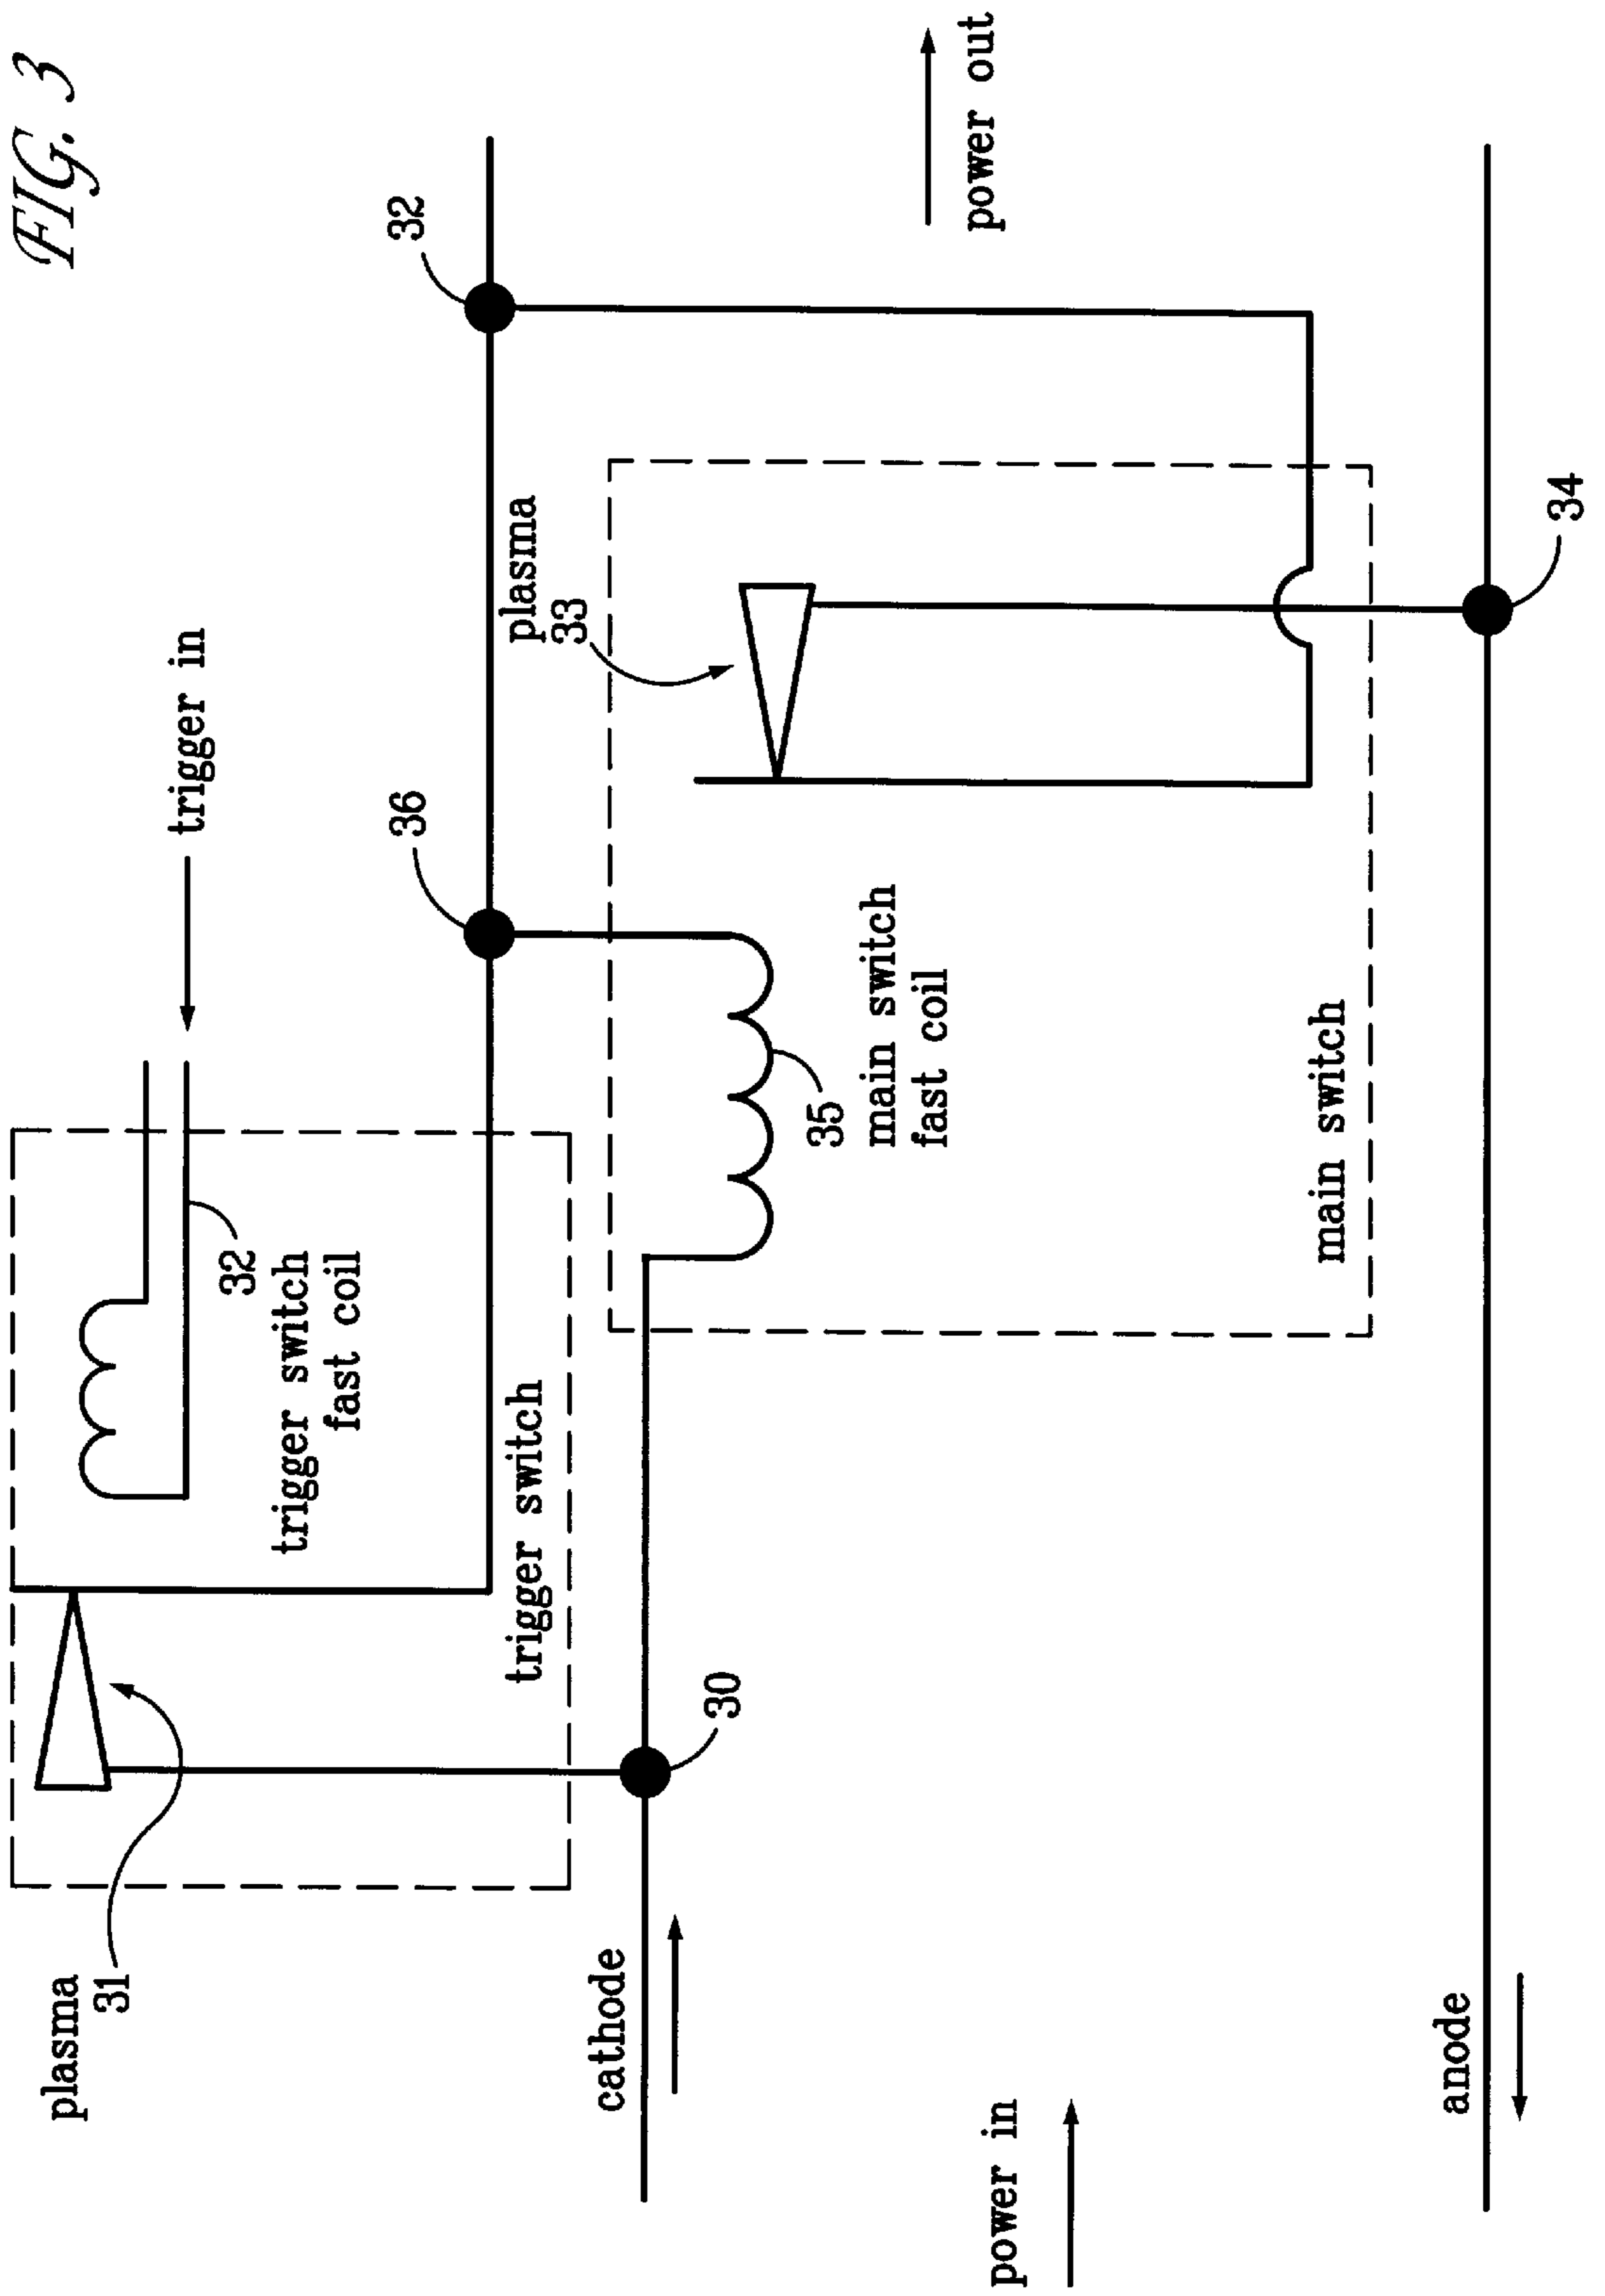 FIG. 3
plasma
31
trigger switch
fast coil
32
trigger in
trigger switch
36
32
plasma
33
cathode
30
35
main switch
fast coil
power out
main switch
power in
anode
34